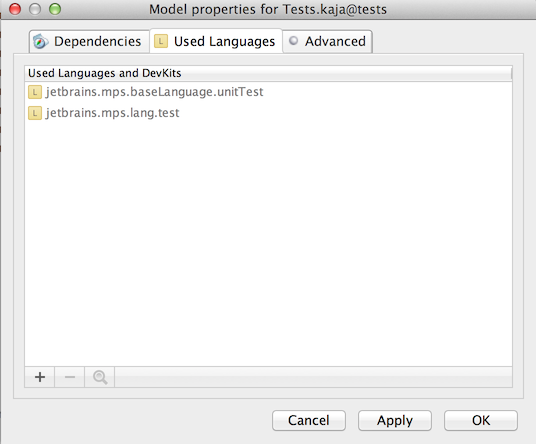 Model properties for Tests.kaja@tests
Dependencies
L Used Languages
Advanced
Used Languages and DevKits
L jetbrains.mps.baseLanguage.unitTest
L jetbrains.mps.lang.test
Cancel
Apply
OK